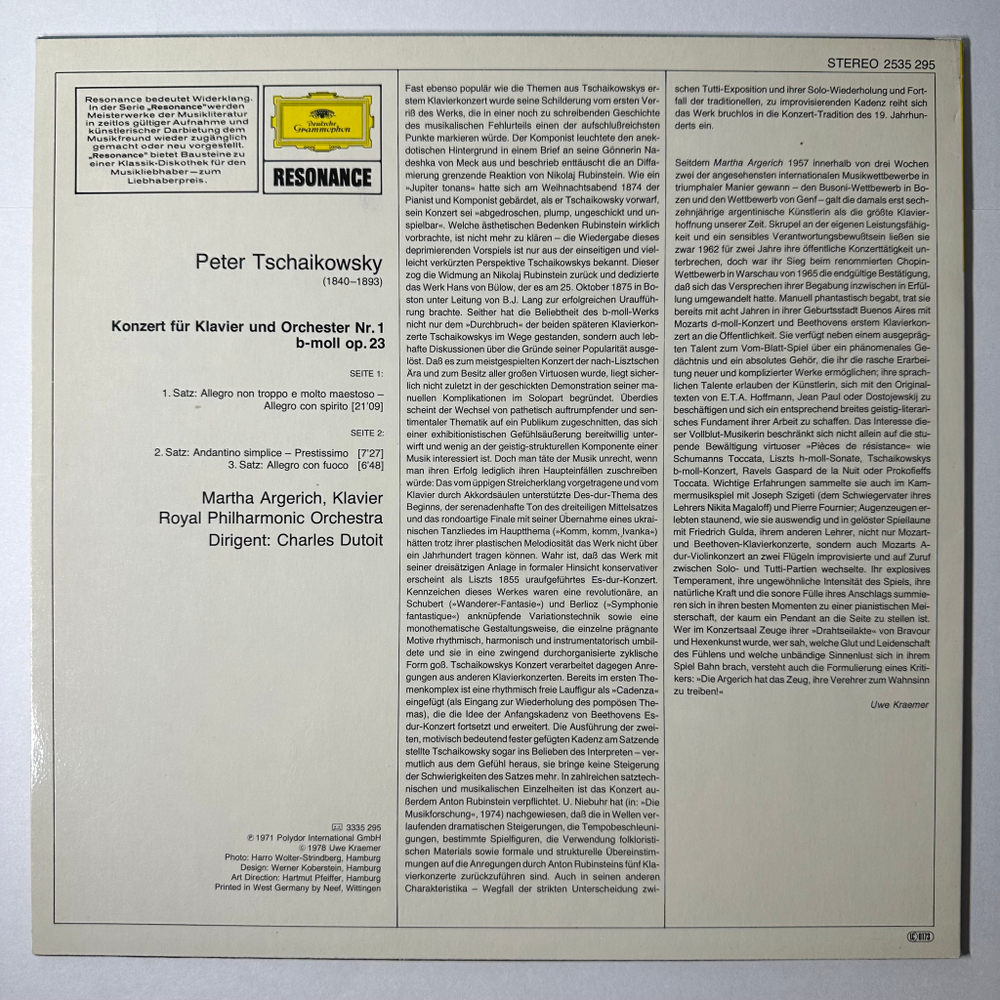 STEREO 2535 295
Resonance bedeutet Widerklang.
In der Serie „Resonance“ werden
Meisterwerke der Musikliteratur
in zeitlos gültiger Aufnahme und
künstlerischer Darbietung dem
Musikfreund wieder zugänglich
gemacht oder neu vorgestellt.
„Resonance“ bietet Bausteine zu
einer Klassik-Diskothek für den
Musikliebhaber – zum
Liebhaberpreis.
Deutsche
Grammophon
RESONANCE
Peter Tschaikowsky
(1840–1893)
Konzert für Klavier und Orchester Nr. 1
b-moll op. 23
SEITE 1:
1. Satz: Allegro non troppo e molto maestoso –
Allegro con spirito [21'09]
SEITE 2:
2. Satz: Andantino simplice – Prestissimo [7'27]
3. Satz: Allegro con fuoco [6'48]
Martha Argerich, Klavier
Royal Philharmonic Orchestra
Dirigent: Charles Dutoit
3335 295
℗ 1971 Polydor International GmbH
© 1978 Uwe Kraemer
Photo: Harro Wolter-Strindberg, Hamburg
Design: Werner Koberstein, Hamburg
Art Direction: Hartmut Pfeiffer, Hamburg
Printed in West Germany by Neef, Wittingen
Fast ebenso populär wie die Themen aus Tschaikowskys er-
stem Klavierkonzert wurde seine Schilderung vom ersten Ver-
riß des Werks, die in einer noch zu schreibenden Geschichte
des musikalischen Fehlurteils einen der aufschlußreichsten
Punkte markieren würde. Der Komponist leuchtete den anek-
dotischen Hintergrund in einem Brief an seine Gönnerin Na-
deshka von Meck aus und beschrieb enttäuscht die an Diffa-
mierung grenzende Reaktion von Nikolaj Rubinstein. Wie ein
»Jupiter tonans« hatte sich am Weihnachtsabend 1874 der
Pianist und Komponist gebärdet, als er Tschaikowsky vorwarf,
sein Konzert sei »abgedroschen, plump, ungeschickt und un-
spielbar«. Welche ästhetischen Bedenken Rubinstein wirklich
vorbrachte, ist nicht mehr zu klären – die Wiedergabe dieses
deprimierenden Vorspiels ist nur aus der einseitigen und viel-
leicht verkürzten Perspektive Tschaikowskys bekannt. Dieser
zog die Widmung an Nikolaj Rubinstein zurück und dedizierte
das Werk Hans von Bülow, der es am 25. Oktober 1875 in Bo-
ston unter Leitung von B.J. Lang zur erfolgreichen Urauffüh-
rung brachte. Seither hat die Beliebtheit des b-moll-Werks
nicht nur dem »Durchbruch« der beiden späteren Klavierkon-
zerte Tschaikowskys im Wege gestanden, sondern auch leb-
hafte Diskussionen über die Gründe seiner Popularität ausge-
löst. Daß es zum meistgespielten Konzert der nach-Lisztschen
Ära und zum Besitz aller großen Virtuosen wurde, liegt sicher-
lich nicht zuletzt in der geschickten Demonstration seiner ma-
nuellen Komplikationen im Solopart begründet. Überdies
scheint der Wechsel von pathetisch auftrumpfender und sen-
timentaler Thematik auf ein Publikum zugeschnitten, das sich
einer exhibitionistischen Gefühlsäußerung bereitwillig unter-
wirft und wenig an der geistig-strukturellen Komponente einer
Musik interessiert ist. Doch man täte der Musik unrecht, wenn
man ihren Erfolg lediglich ihren Haupteinfällen zuschreiben
würde: Das vom üppigen Streicherklang vorgetragene und vom
Klavier durch Akkordsäulen unterstützte Des-dur-Thema des
Beginns, der serenadenhafte Ton des dreiteiligen Mittelsatzes
und das rondoartige Finale mit seiner Übernahme eines ukrai-
nischen Tanzliedes im Hauptthema (»Komm, komm, Ivanka«)
hätten trotz ihrer plastischen Melodiosität das Werk nicht über
ein Jahrhundert tragen können. Wahr ist, daß das Werk mit
seiner dreisätzigen Anlage in formaler Hinsicht konservativer
erscheint als Liszts 1855 uraufgeführtes Es-dur-Konzert.
Kennzeichen dieses Werkes waren eine revolutionäre, an
Schubert (»Wanderer-Fantasie«) und Berlioz (»Symphonie
fantastique«) anknüpfende Variationstechnik sowie eine
monothematische Gestaltungsweise, die einzelne prägnante
Motive rhythmisch, harmonisch und instrumentatorisch umbil-
dete und sie in eine zwingend durchorganisierte zyklische
Form goß. Tschaikowskys Konzert verarbeitet dagegen Anre-
gungen aus anderen Klavierkonzerten. Bereits im ersten The-
menkomplex ist eine rhythmisch freie Lauffigur als »Cadenza«
eingefügt (als Eingang zur Wiederholung des pompösen The-
mas), die die Idee der Anfangskadenz von Beethovens Es-
dur-Konzert fortsetzt und erweitert. Die Ausführung der zwei-
ten, motivisch bedeutend fester gefügten Kadenz am Satzende
stellte Tschaikowsky sogar ins Belieben des Interpreten – ver-
mutlich aus dem Gefühl heraus, sie bringe keine Steigerung
der Schwierigkeiten des Satzes mehr. In zahlreichen satztech-
nischen und musikalischen Einzelheiten ist das Konzert au-
ßerdem Anton Rubinstein verpflichtet. U. Niebuhr hat (in: »Die
Musikforschung«, 1974) nachgewiesen, daß die in Wellen ver-
laufenden dramatischen Steigerungen, die Tempobeschleuni-
gungen, bestimmte Spielfiguren, die Verwendung folkloristi-
schen Materials sowie formale und strukturelle Übereinstim-
mungen auf die Anregungen durch Anton Rubinsteins fünf Kla-
vierkonzerte zurückzuführen sind. Auch in seinen anderen
Charakteristika – Wegfall der strikten Unterscheidung zwi-
schen Tutti-Exposition und ihrer Solo-Wiederholung und Fort-
fall der traditionellen, zu improvisierenden Kadenz reiht sich
das Werk bruchlos in die Konzert-Tradition des 19. Jahrhun-
derts ein.
Seitdem Martha Argerich 1957 innerhalb von drei Wochen
zwei der angesehensten internationalen Musikwettbewerbe in
triumphaler Manier gewann – den Busoni-Wettbewerb in Bo-
zen und den Wettbewerb von Genf – galt die damals erst sech-
zehnjährige argentinische Künstlerin als die größte Klavier-
hoffnung unserer Zeit. Skrupel an der eigenen Leistungsfähig-
keit und ein sensibles Verantwortungsbewußtsein ließen sie
zwar 1962 für zwei Jahre ihre öffentliche Konzerttätigkeit un-
terbrechen, doch war ihr Sieg beim renommierten Chopin-
Wettbewerb in Warschau von 1965 die endgültige Bestätigung,
daß sich das Versprechen ihrer Begabung inzwischen in Erfül-
lung umgewandelt hatte. Manuell phantastisch begabt, trat sie
bereits mit acht Jahren in ihrer Geburtsstadt Buenos Aires mit
Mozarts d-moll-Konzert und Beethovens erstem Klavierkon-
zert an die Öffentlichkeit. Sie verfügt neben einem ausgepräg-
ten Talent zum Vom-Blatt-Spiel über ein phänomenales Ge-
dächtnis und ein absolutes Gehör, die ihr die rasche Erarbei-
tung neuer und komplizierter Werke ermöglichen; ihre sprach-
lichen Talente erlauben der Künstlerin, sich mit den Original-
texten von E.T.A. Hoffmann, Jean Paul oder Dostojewskij zu
beschäftigen und sich ein entsprechend breites geistig-literari-
sches Fundament ihrer Arbeit zu schaffen. Das Interesse die-
ser Vollblut-Musikerin beschränkt sich nicht allein auf die stu-
pende Bewältigung virtuoser »Pièces de résistance« wie
Schumanns Toccata, Liszts h-moll-Sonate, Tschaikowskys
b-moll-Konzert, Ravels Gaspard de la Nuit oder Prokofieffs
Toccata. Wichtige Erfahrungen sammelte sie auch im Kam-
mermusikspiel mit Joseph Szigeti (dem Schwiegervater ihres
Lehrers Nikita Magaloff) und Pierre Fournier; Augenzeugen er-
lebten staunend, wie sie auswendig und in gelöster Spiellaune
mit Friedrich Gulda, ihrem anderen Lehrer, nicht nur Mozart-
und Beethoven-Klavierkonzerte, sondern auch Mozarts A-
dur-Violinkonzert an zwei Flügeln improvisierte und auf Zuruf
zwischen Solo- und Tutti-Partien wechselte. Ihr explosives
Temperament, ihre ungewöhnliche Intensität des Spiels, ihre
natürliche Kraft und die sonore Fülle ihres Anschlags summie-
ren sich in ihren besten Momenten zu einer pianistischen Mei-
sterschaft, der kaum ein Pendant an die Seite zu stellen ist.
Wer im Konzertsaal Zeuge ihrer »Drahtseilakte« von Bravour
und Hexenkunst wurde, wer sah, welche Glut und Leidenschaft
des Fühlens und welche unbändige Sinnenlust sich in ihrem
Spiel Bahn brach, versteht auch die Formulierung eines Kriti-
kers: »Die Argerich hat das Zeug, ihre Verehrer zum Wahnsinn
zu treiben!«
Uwe Kraemer
LC 0173